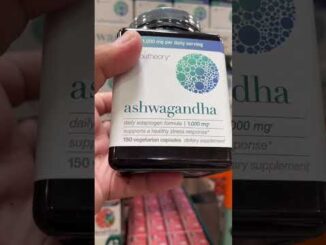 1,000 mg per daily serving
youtheory
ashwagandha
daily adaptogen formula | 1,000 mg
supports a healthy stress response*
150 vegetarian capsules dietary supplement